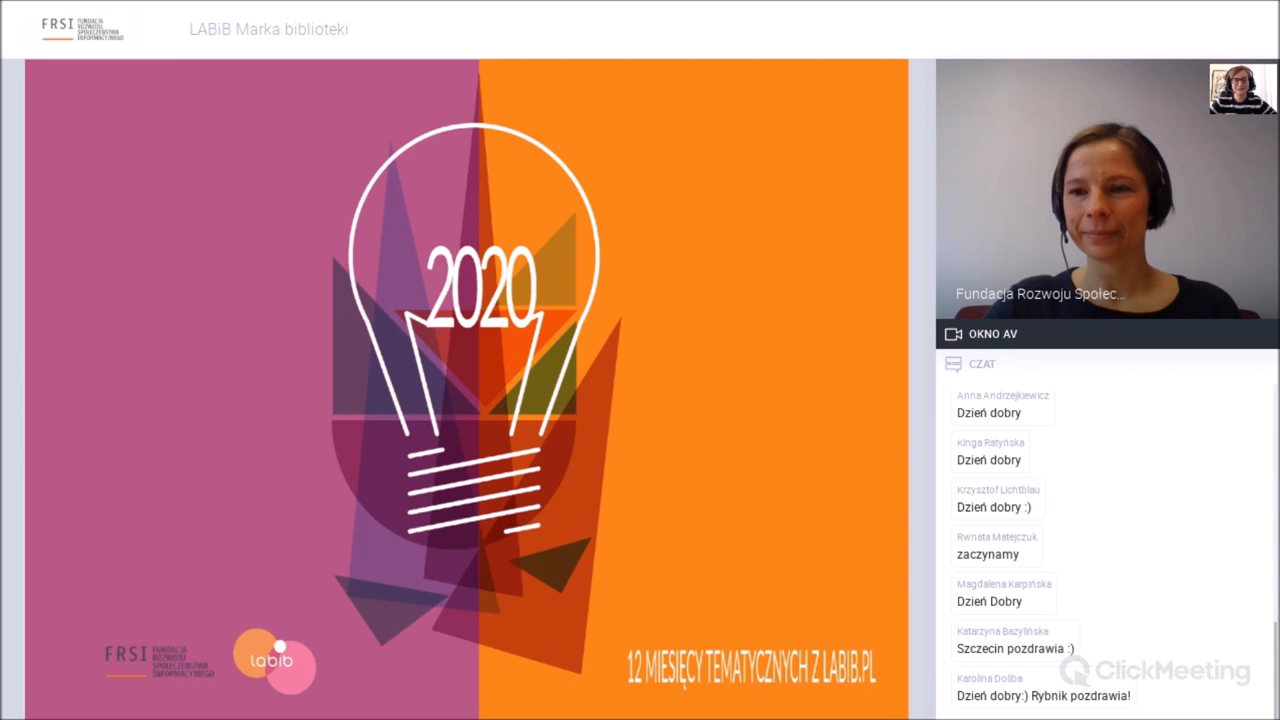 FRSI FUNDACJA
ROZWOJU
SPOŁECZEŃSTWA
INFORMACYJNEGO
LABiB Marka biblioteki
2020
FRSI FUNDACJA
ROZWOJU
SPOŁECZEŃSTWA
INFORMACYJNEGO
labib
12 MIESIĘCY TEMATYCZNYCH Z LABIB.PL
Fundacja Rozwoju Społec...
OKNO AV
CZAT
Anna Andrzejkiewicz
Dzień dobry
Kinga Ratyńska
Dzień dobry
Krzysztof Lichtblau
Dzień dobry :)
Rwnata Matejczuk
zaczynamy
Magdalena Karpińska
Dzień Dobry
Katarzyna Bazylińska
Szczecin pozdrawia :)
Karolina Doliba
Dzień dobry:) Rybnik pozdrawia!
ClickMeeting